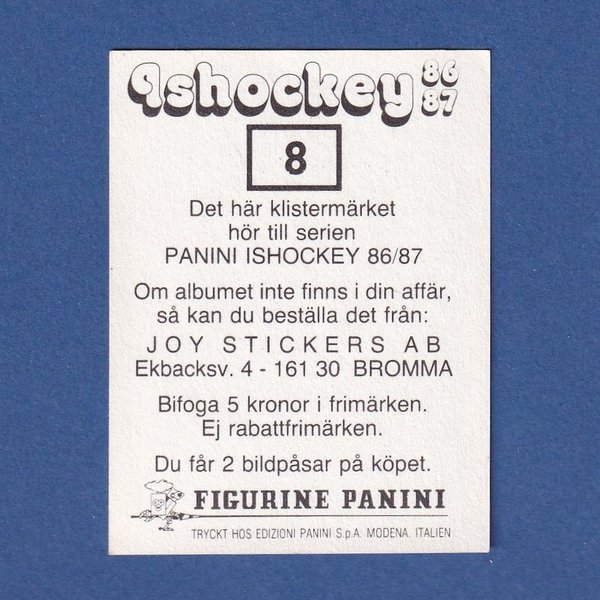 Ishockey 86 87
8
Det här klistermärket
hör till serien
PANINI ISHOCKEY 86/87
Om albumet inte finns i din affär,
så kan du beställa det från:
JOY STICKERS AB
Ekbacksv. 4 - 161 30 BROMMA
Bifoga 5 kronor i frimärken.
Ej rabattfrimärken.
Du får 2 bildpåsar på köpet.
FIGURINE PANINI
TRYCKT HOS EDIZIONI PANINI S.p.A. MODENA. ITALIEN